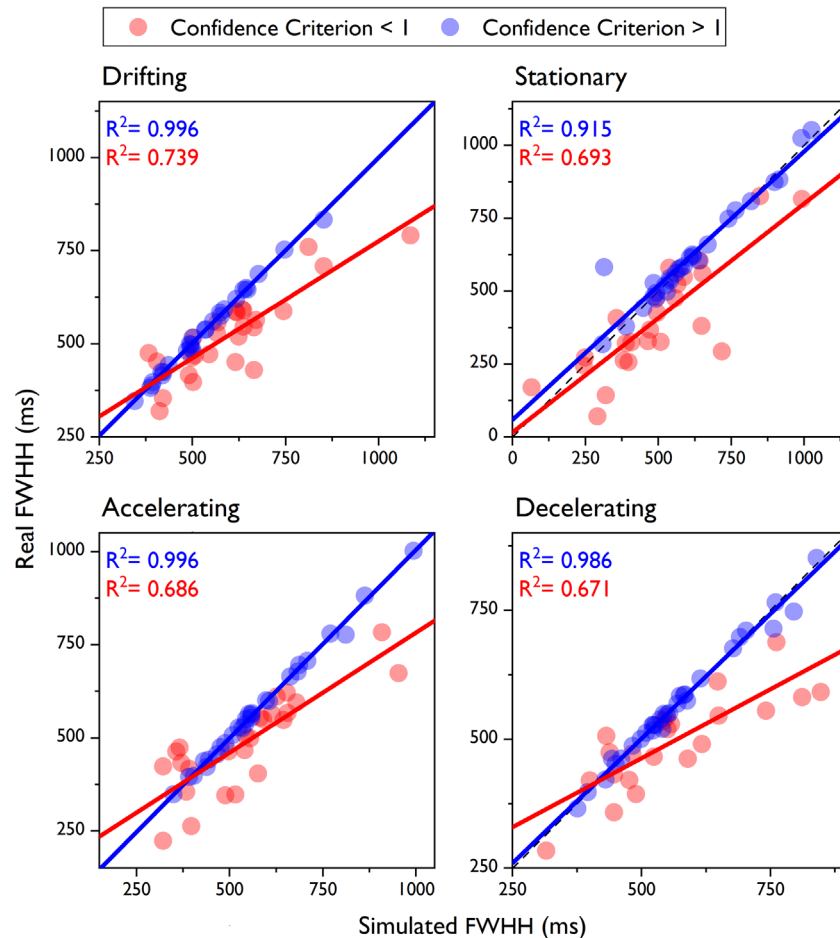 Confidence Criterion < 1 Confidence Criterion > 1
Drifting
R²= 0.996
R²= 0.739
1000
750
500
250
250 500 750 1000
Stationary
R²= 0.915
R²= 0.693
1000
750
500
250
0
0 250 500 750 1000
Accelerating
R²= 0.996
R²= 0.686
1000
750
500
250
250 500 750 1000
Decelerating
R²= 0.986
R²= 0.671
750
500
250
250 500 750
Real FWHH (ms)
Simulated FWHH (ms)